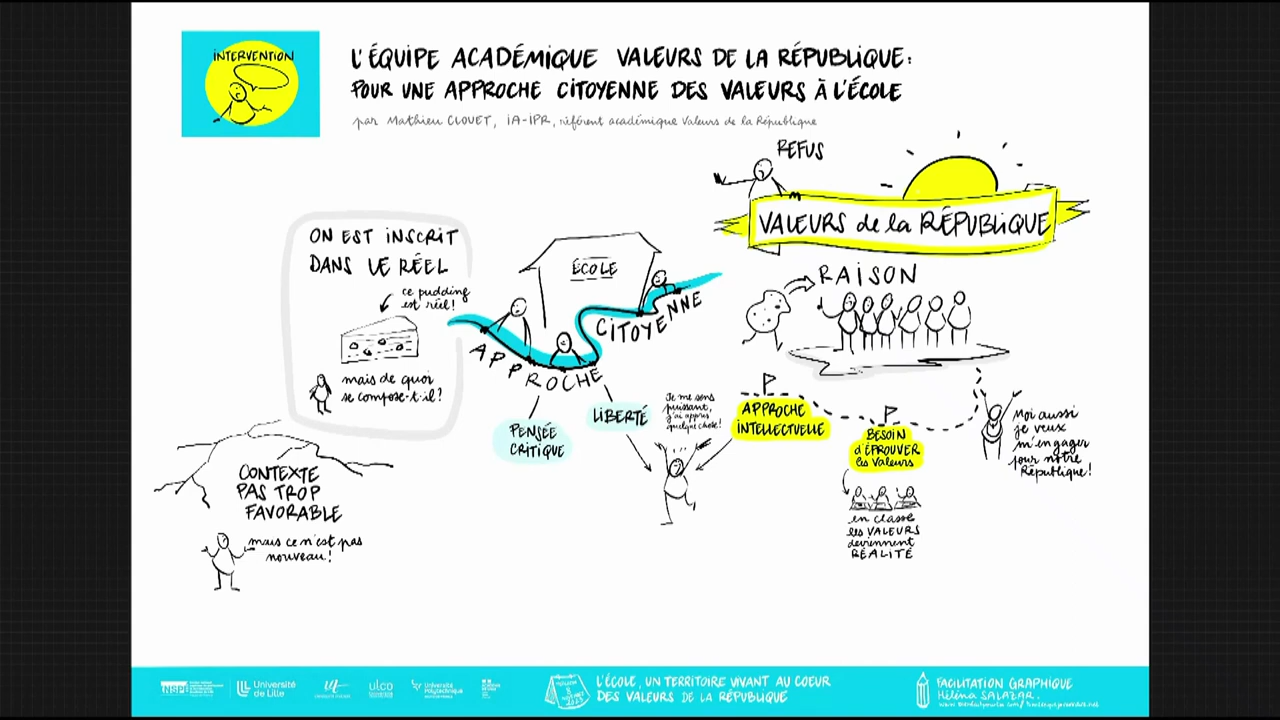 INTERVENTION
L'ÉQUIPE ACADÉMIQUE VALEURS DE LA RÉPUBLIQUE:
POUR UNE APPROCHE CITOYENNE DES VALEURS À L'ÉCOLE
par Mathieu CLOUET, IA-IPR, référent académique Valeurs de la République
REFUS
VALEURS de la RÉPUBLIQUE
ON EST INSCRIT
DANS LE RÉEL
ce pudding
est réel!
mais de quoi
se compose-t-il?
ÉCOLE
APPROCHE
CITOYENNE
RAISON
PENSÉE
CRITIQUE
LIBERTÉ
Je me sens
puissant,
j'ai appris
quelque chose!
APPROCHE
INTELLECTUELLE
BESOIN
d'ÉPROUVER
les valeurs
en classe
les VALEURS
deviennent
RÉALITÉ
Moi aussi
je veux
m'engager
pour notre
République!
CONTEXTE
PAS TROP
FAVORABLE
mais ce n'est pas
nouveau!
INSPE
Université
de Lille
ulco
Université
Polytechnique
L'ÉCOLE, UN TERRITOIRE VIVANT AU COEUR
DES VALEURS DE LA RÉPUBLIQUE
FACILITATION GRAPHIQUE
Hélèna SALAZAR.